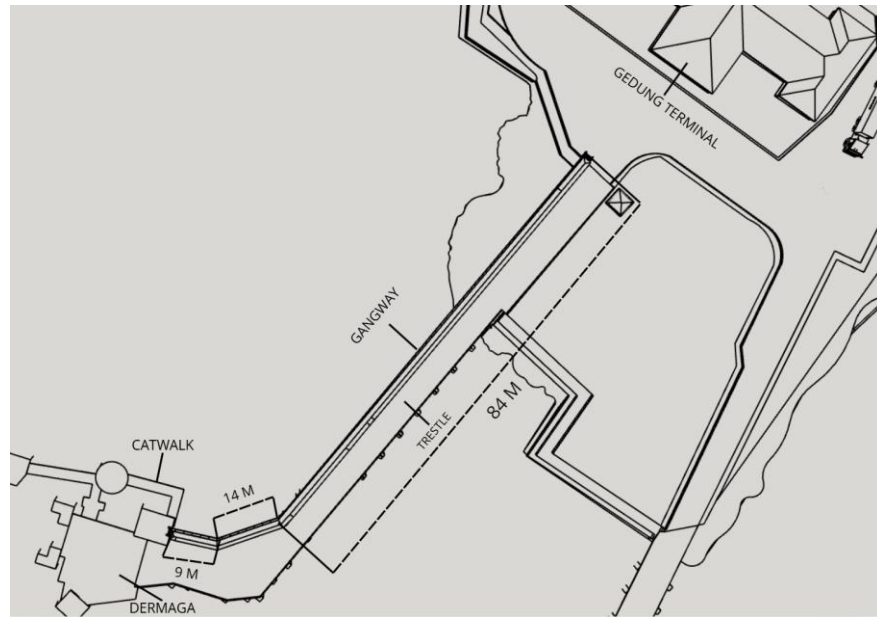 GEDUNG TERMINAL
GANGWAY
TRESTLE
84 M
CATWALK
14 M
9 M
DERMAGA